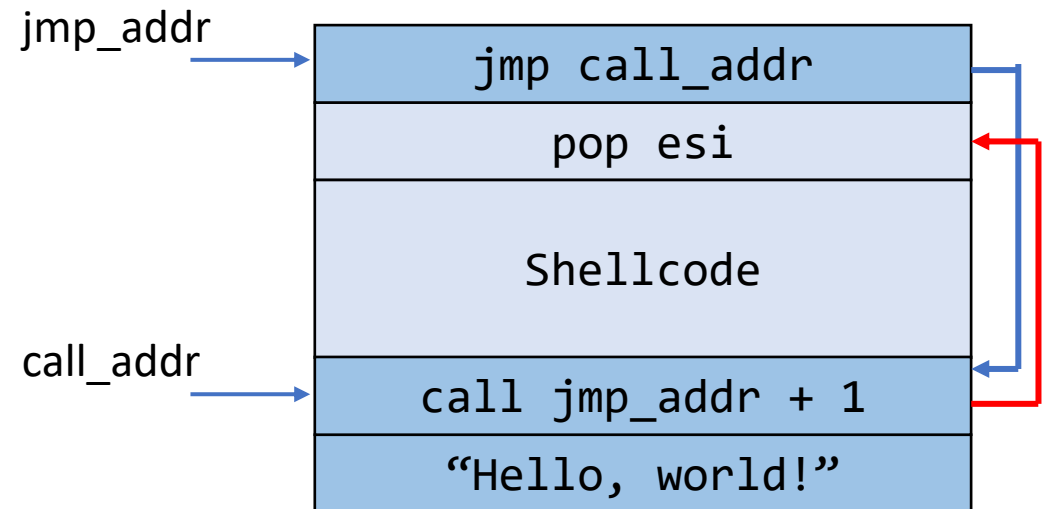 jmp_addr
jmp call_addr
pop esi
Shellcode
call_addr
call jmp_addr + 1
“Hello, world!”